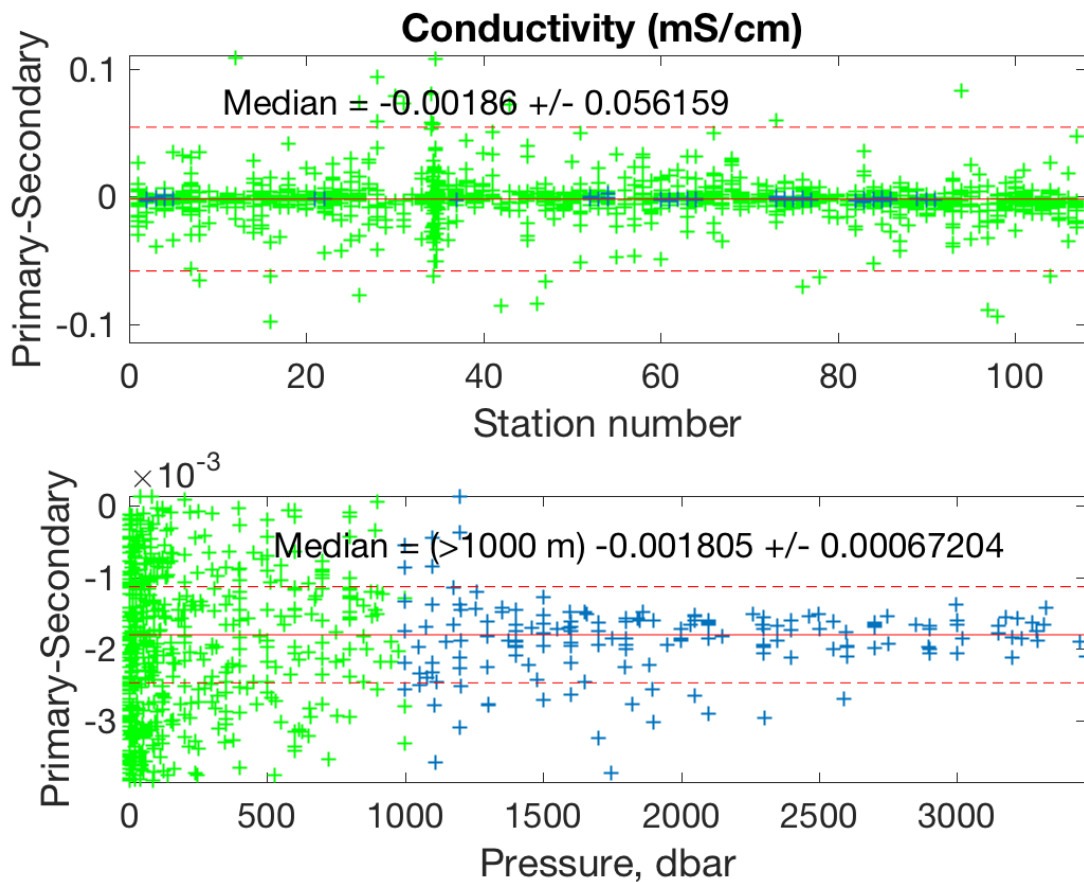 Conductivity (mS/cm)
Primary-Secondary
0.1
0
-0.1
Median = -0.00186 +/- 0.056159
0 20 40 60 80 100
Station number
×10-3
Primary-Secondary
0
-1
-2
-3
Median = (>1000 m) -0.001805 +/- 0.00067204
0 500 1000 1500 2000 2500 3000
Pressure, dbar